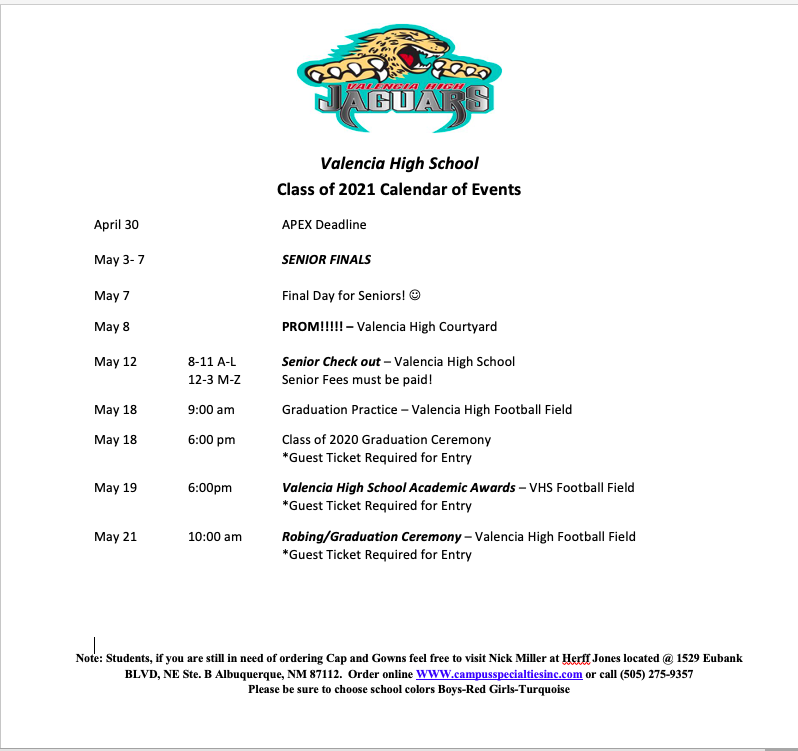 VALENCIA HIGH
JAGUARS
Valencia High School
Class of 2021 Calendar of Events
April 30 APEX Deadline
May 3- 7 SENIOR FINALS
May 7 Final Day for Seniors! ☺
May 8 PROM!!!!! – Valencia High Courtyard
May 12 8-11 A-L Senior Check out – Valencia High School
12-3 M-Z Senior Fees must be paid!
May 18 9:00 am Graduation Practice – Valencia High Football Field
May 18 6:00 pm Class of 2020 Graduation Ceremony
*Guest Ticket Required for Entry
May 19 6:00pm Valencia High School Academic Awards – VHS Football Field
*Guest Ticket Required for Entry
May 21 10:00 am Robing/Graduation Ceremony – Valencia High Football Field
*Guest Ticket Required for Entry
Note: Students, if you are still in need of ordering Cap and Gowns feel free to visit Nick Miller at Herff Jones located @ 1529 Eubank
BLVD, NE Ste. B Albuquerque, NM 87112. Order online WWW.campusspecialtiesinc.com or call (505) 275-9357
Please be sure to choose school colors Boys-Red Girls-Turquoise